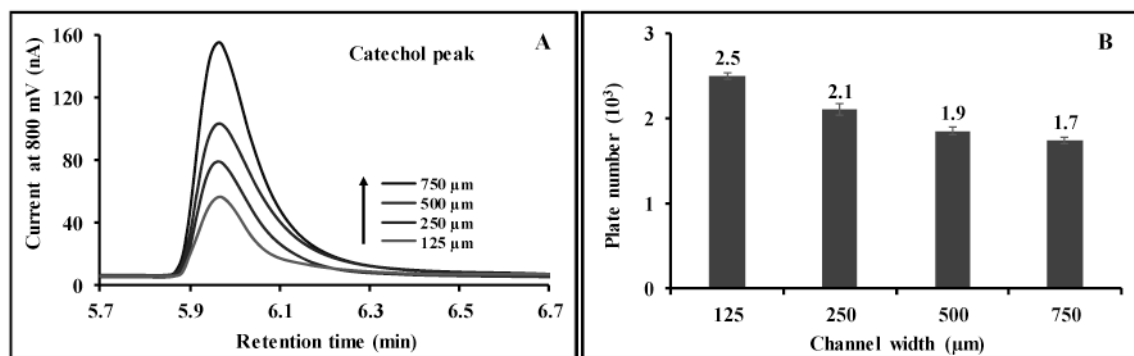 A
Catechol peak
Current at 800 mV (nA)
160
120
80
40
0
750 µm
500 µm
250 µm
125 µm
5.7 5.9 6.1 6.3 6.5 6.7
Retention time (min)
B
Plate number (10³)
3
2
1
0
2.5
2.1
1.9
1.7
125 250 500 750
Channel width (µm)